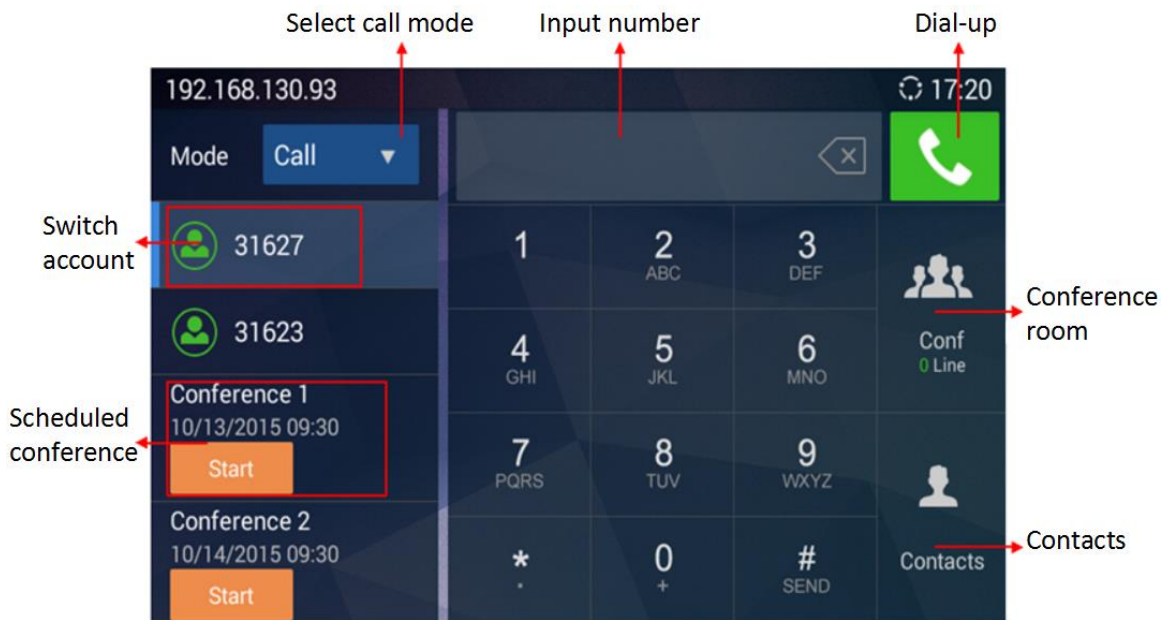 Select call mode
Input number
Dial-up
192.168.130.93
17:20
Mode
Call
Switch
account
31627
31623
Scheduled
conference
Conference 1
10/13/2015 09:30
Start
Conference 2
10/14/2015 09:30
Start
1
2
ABC
3
DEF
4
GHI
5
JKL
6
MNO
7
PQRS
8
TUV
9
WXYZ
*
.
0
+
#
SEND
Conf
0 Line
Contacts
Conference
room
Contacts